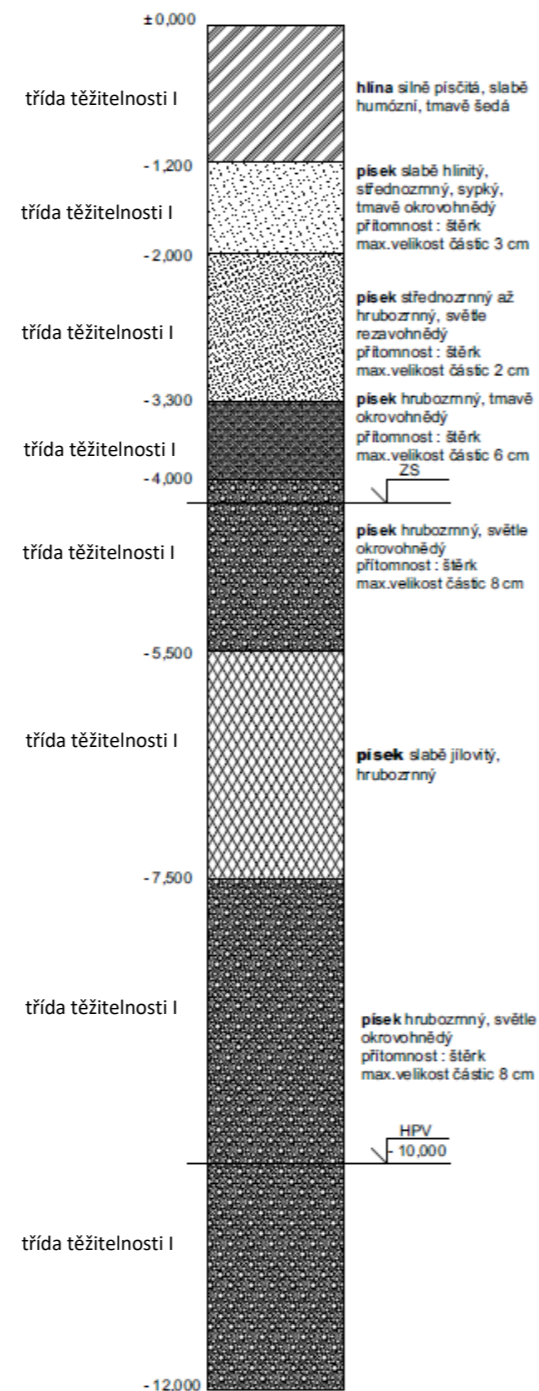 ±0,000
třída těžitelnosti I
hlína silně písčitá, slabě
humózní, tmavě šedá
-1,200
třída těžitelnosti I
písek slabě hlinitý,
střednozrnný, sypký,
tmavě okrovohnědý
přítomnost : štěrk
max.velikost částic 3 cm
-2,000
třída těžitelnosti I
písek střednozrnný až
hrubozrnný, světle
rezavohnědý
přítomnost : štěrk
max.velikost částic 2 cm
-3,300
třída těžitelnosti I
písek hrubozrnný, tmavě
okrovohnědý
přítomnost : štěrk
max.velikost částic 6 cm
-4,000
ZS
třída těžitelnosti I
písek hrubozrnný, světle
okrovohnědý
přítomnost : štěrk
max.velikost částic 8 cm
-5,500
třída těžitelnosti I
písek slabě jílovitý,
hrubozrnný
-7,500
třída těžitelnosti I
písek hrubozrnný, světle
okrovohnědý
přítomnost : štěrk
max.velikost částic 8 cm
HPV
- 10,000
třída těžitelnosti I
-12,000